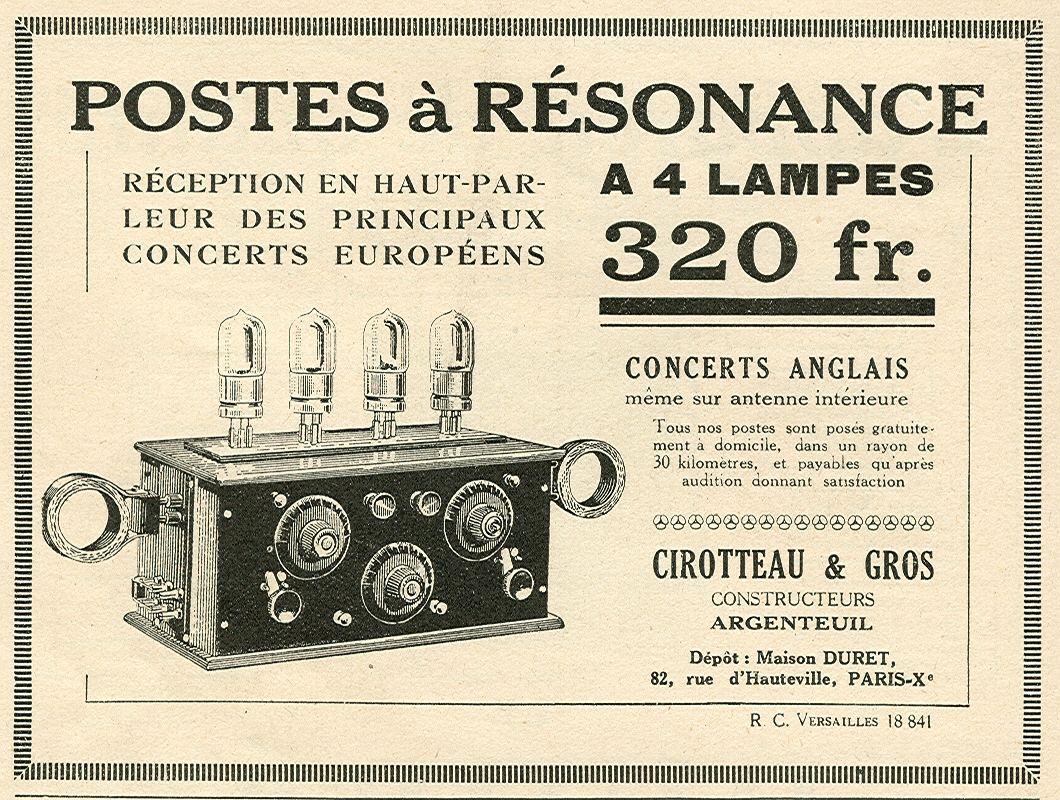 POSTES à RÉSONANCE
RÉCEPTION EN HAUT-PAR-
LEUR DES PRINCIPAUX
CONCERTS EUROPÉENS
A 4 LAMPES
320 fr.
CONCERTS ANGLAIS
même sur antenne intérieure
Tous nos postes sont posés gratuite-
ment à domicile, dans un rayon de
30 kilomètres, et payables qu'après
audition donnant satisfaction
CIROTTEAU & GROS
CONSTRUCTEURS
ARGENTEUIL
Dépôt : Maison DURET,
82, rue d'Hauteville, PARIS-Xe
R. C. VERSAILLES 18 841